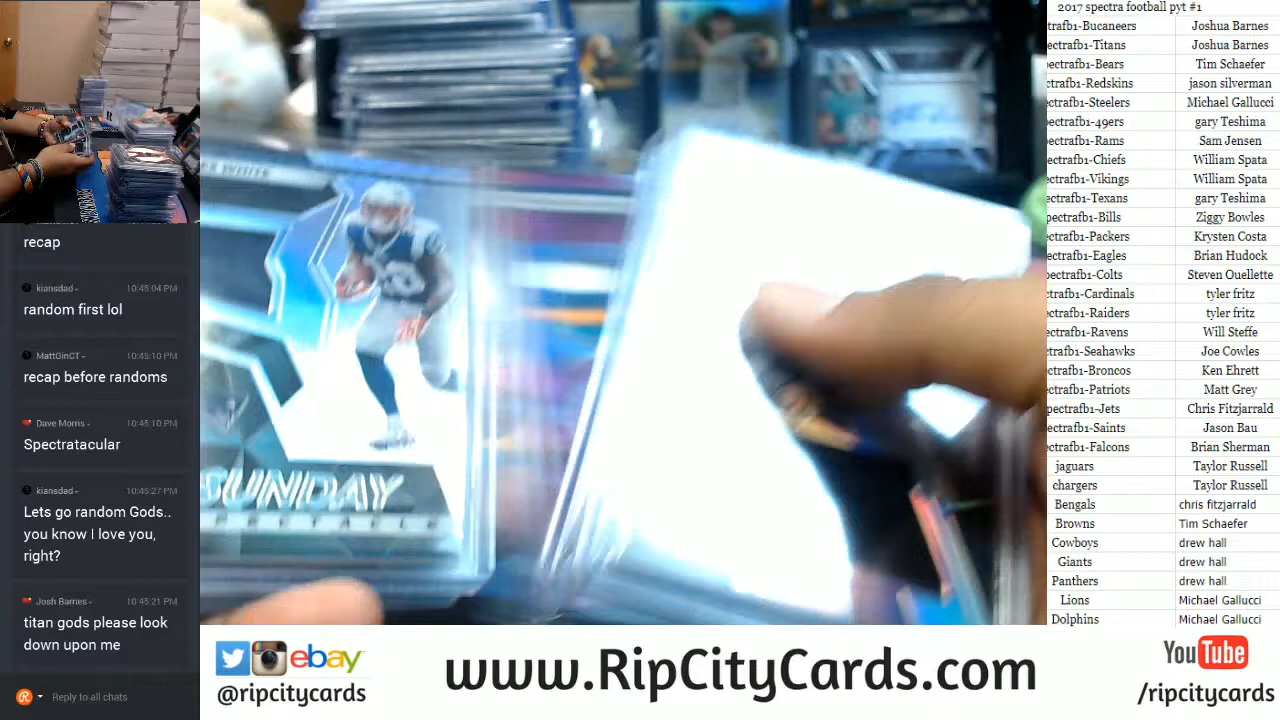 recap
kiansdad- 10:45:04 PM
random first lol
MattGinCT- 10:45:10 PM
recap before randoms
Dave Morris- 10:45:10 PM
Spectratacular
kiansdad- 10:45:27 PM
Lets go random Gods..
you know I love you,
right?
Josh Barnes- 10:45:21 PM
titan gods please look
down upon me
Reply to all chats
SUNDAY
SPECTACLE
@ripcitycards
ebay
www.RipCityCards.com
YouTube
/ripcitycards
2017 spectra football pyt #1
trafb1-Bucaneers Joshua Barnes
ectrafb1-Titans Joshua Barnes
ectrafb1-Bears Tim Schaefer
ectrafb1-Redskins jason silverman
ectrafb1-Steelers Michael Gallucci
pectrafb1-49ers gary Teshima
pectrafb1-Rams Sam Jensen
ectrafb1-Chiefs William Spata
ectrafb1-Vikings William Spata
ectrafb1-Texans gary Teshima
pectrafb1-Bills Ziggy Bowles
ectrafb1-Packers Krysten Costa
ectrafb1-Eagles Brian Hudock
pectrafb1-Colts Steven Ouellette
ctrafb1-Cardinals tyler fritz
ectrafb1-Raiders tyler fritz
ectrafb1-Ravens Will Steffe
ctrafb1-Seahawks Joe Cowles
ctrafb1-Broncos Ken Ehrett
ctrafb1-Patriots Matt Grey
pectrafb1-Jets Chris Fitzjarrald
ectrafb1-Saints Jason Bau
ectrafb1-Falcons Brian Sherman
jaguars Taylor Russell
chargers Taylor Russell
Bengals chris fitzjarrald
Browns Tim Schaefer
Cowboys drew hall
Giants drew hall
Panthers drew hall
Lions Michael Gallucci
Dolphins Michael Gallucci